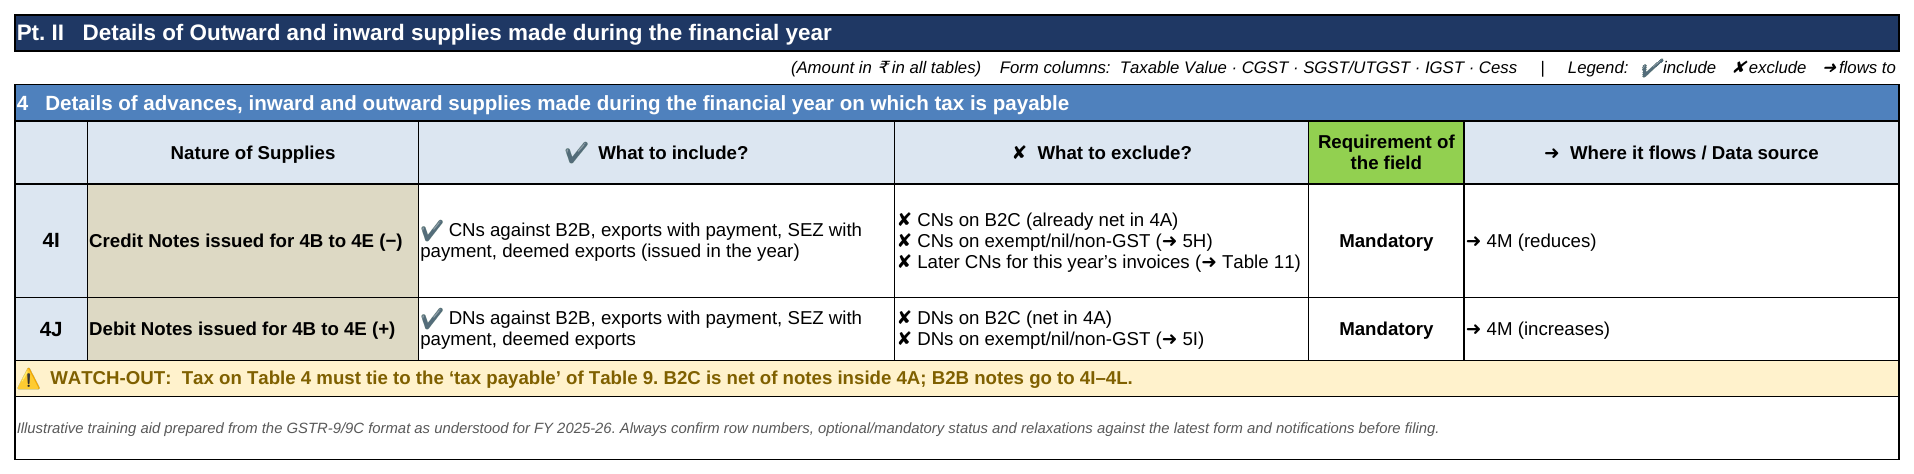 Pt. II   Details of Outward and inward supplies made during the financial year
(Amount in ₹ in all tables)   Form columns:  Taxable Value · CGST · SGST/UTGST · IGST · Cess    |    Legend:  ✔include   ✘exclude   ➜flows to
4   Details of advances, inward and outward supplies made during the financial year on which tax is payable
Nature of Supplies
✔ What to include?
✘ What to exclude?
Requirement of
the field
➜ Where it flows / Data source
4I
Credit Notes issued for 4B to 4E (−)
✔ CNs against B2B, exports with payment, SEZ with
payment, deemed exports (issued in the year)
✘ CNs on B2C (already net in 4A)
✘ CNs on exempt/nil/non-GST (➜ 5H)
✘ Later CNs for this year’s invoices (➜ Table 11)
Mandatory
➜ 4M (reduces)
4J
Debit Notes issued for 4B to 4E (+)
✔ DNs against B2B, exports with payment, SEZ with
payment, deemed exports
✘ DNs on B2C (net in 4A)
✘ DNs on exempt/nil/non-GST (➜ 5I)
Mandatory
➜ 4M (increases)
⚠ WATCH-OUT:  Tax on Table 4 must tie to the ‘tax payable’ of Table 9. B2C is net of notes inside 4A; B2B notes go to 4I–4L.
Illustrative training aid prepared from the GSTR-9/9C format as understood for FY 2025-26. Always confirm row numbers, optional/mandatory status and relaxations against the latest form and notifications before filing.